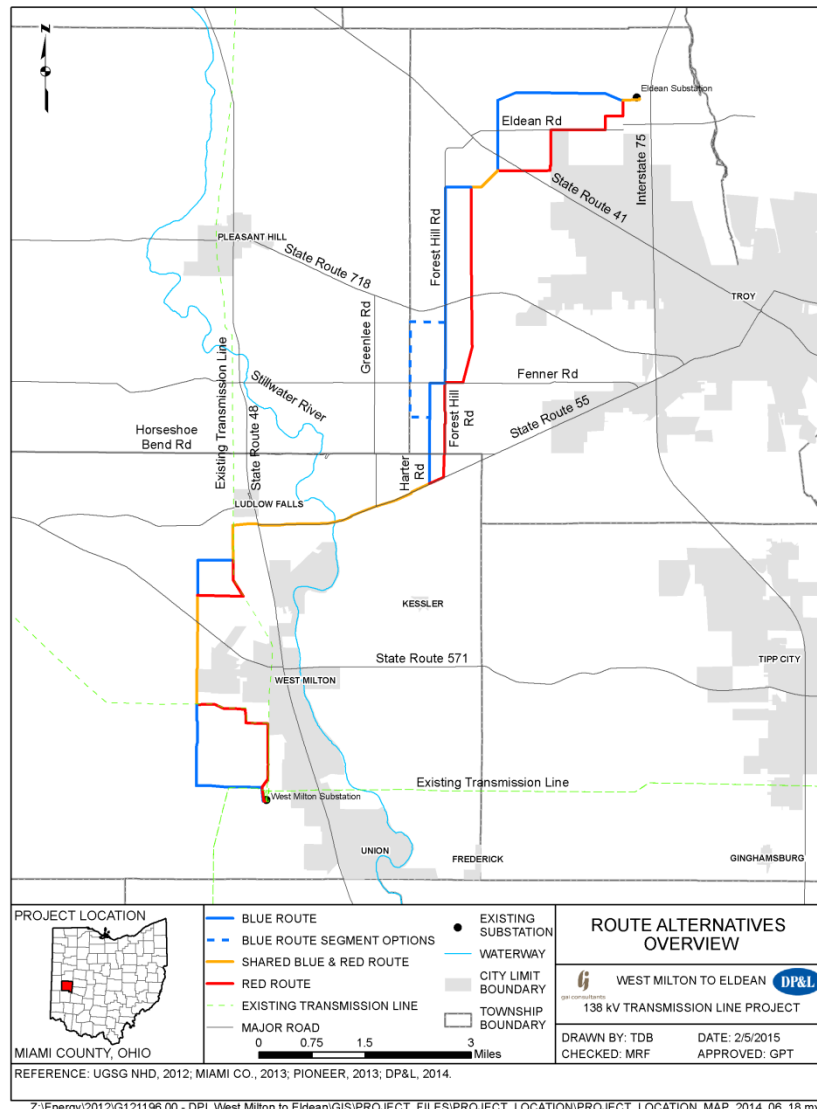 N
Eldean Substation
Eldean Rd
Interstate 75
State Route 41
Forest Hill Rd
PLEASANT HILL
State Route 718
TROY
Greenlee Rd
Existing Transmission Line
Stillwater River
State Route 48
Fenner Rd
Forest Hill
Rd
State Route 55
Horseshoe
Bend Rd
Harter
Rd
LUDLOW FALLS
KESSLER
State Route 571
WEST MILTON
TIPP CITY
Existing Transmission Line
West Milton Substation
UNION
FREDERICK
GINGHAMSBURG
PROJECT LOCATION
MIAMI COUNTY, OHIO
BLUE ROUTE
BLUE ROUTE SEGMENT OPTIONS
SHARED BLUE & RED ROUTE
RED ROUTE
EXISTING TRANSMISSION LINE
MAJOR ROAD
0 0.75 1.5 3
Miles
EXISTING
SUBSTATION
WATERWAY
CITY LIMIT
BOUNDARY
TOWNSHIP
BOUNDARY
ROUTE ALTERNATIVES
OVERVIEW
gai consultants
WEST MILTON TO ELDEAN
DP&L
138 kV TRANSMISSION LINE PROJECT
DRAWN BY: TDB DATE: 2/5/2015
CHECKED: MRF APPROVED: GPT
REFERENCE: UGSG NHD, 2012; MIAMI CO., 2013; PIONEER, 2013; DP&L, 2014.